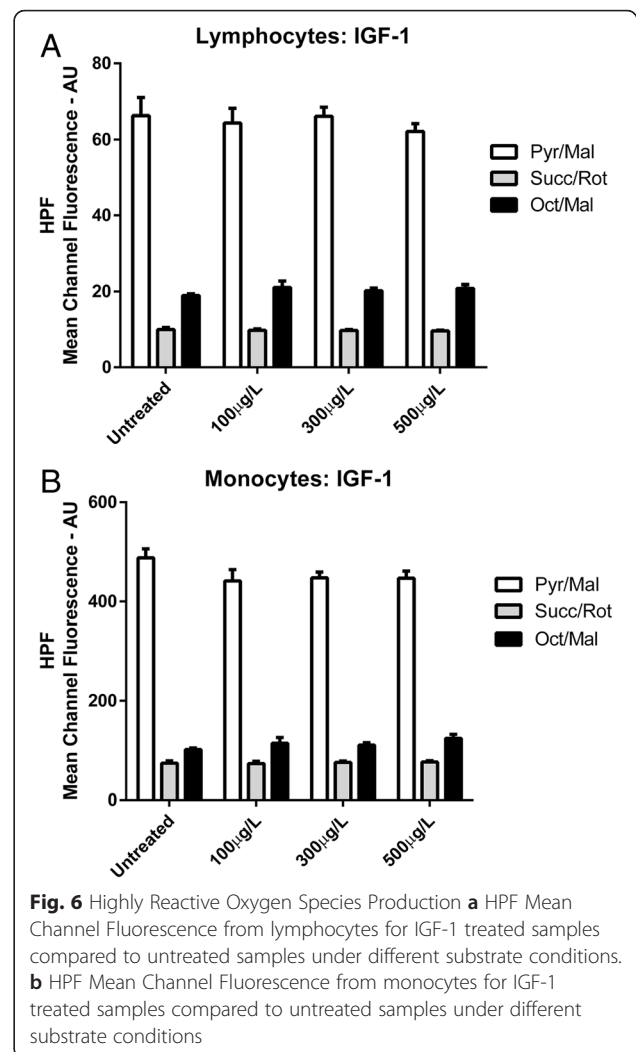 A
Lymphocytes: IGF-1
80
60
40
20
0
HPF
Mean Channel Fluorescence - AU
Pyr/Mal
Succ/Rot
Oct/Mal
Untreated
100µg/L
300µg/L
500µg/L
B
Monocytes: IGF-1
600
400
200
0
HPF
Mean Channel Fluorescence - AU
Pyr/Mal
Succ/Rot
Oct/Mal
Untreated
100µg/L
300µg/L
500µg/L
Fig. 6 Highly Reactive Oxygen Species Production a HPF Mean
Channel Fluorescence from lymphocytes for IGF-1 treated samples
compared to untreated samples under different substrate conditions.
b HPF Mean Channel Fluorescence from monocytes for IGF-1
treated samples compared to untreated samples under different
substrate conditions